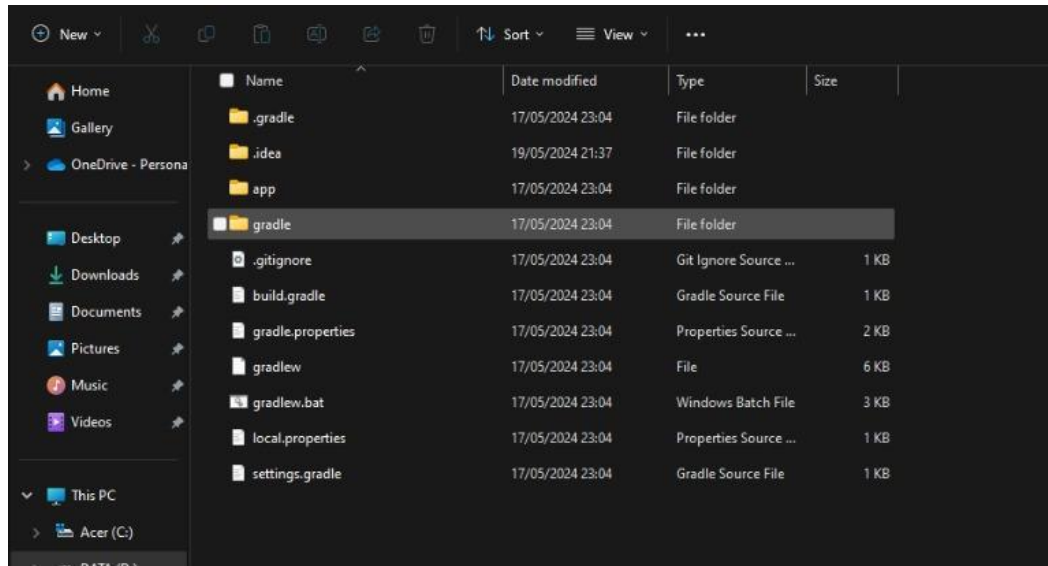 New
Sort
View
Home
Gallery
OneDrive - Persona
Desktop
Downloads
Documents
Pictures
Music
Videos
This PC
Acer (C:)
Name Date modified Type Size
.gradle 17/05/2024 23:04 File folder
.idea 19/05/2024 21:37 File folder
app 17/05/2024 23:04 File folder
gradle 17/05/2024 23:04 File folder
.gitignore 17/05/2024 23:04 Git Ignore Source ... 1 KB
build.gradle 17/05/2024 23:04 Gradle Source File 1 KB
gradle.properties 17/05/2024 23:04 Properties Source ... 2 KB
gradlew 17/05/2024 23:04 File 6 KB
gradlew.bat 17/05/2024 23:04 Windows Batch File 3 KB
local.properties 17/05/2024 23:04 Properties Source ... 1 KB
settings.gradle 17/05/2024 23:04 Gradle Source File 1 KB